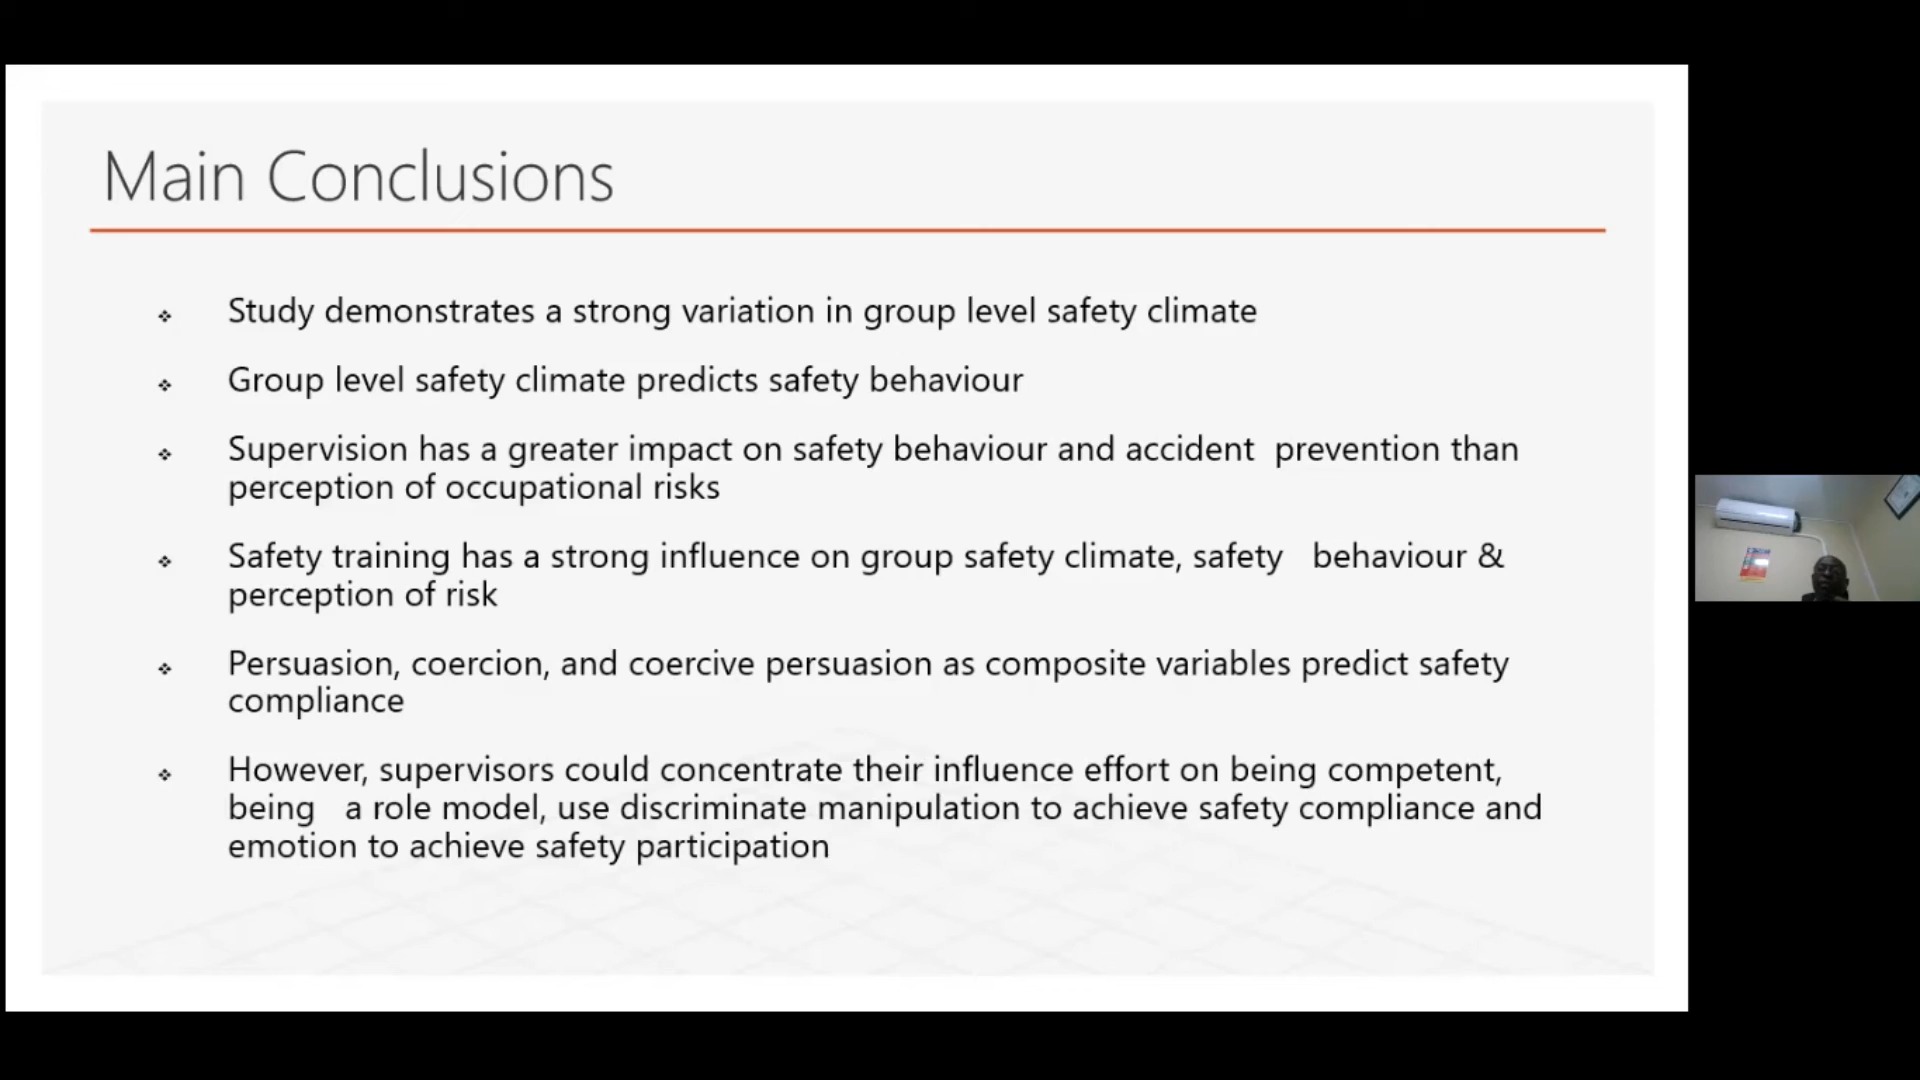 Main Conclusions
Study demonstrates a strong variation in group level safety climate
Group level safety climate predicts safety behaviour
Supervision has a greater impact on safety behaviour and accident prevention than
perception of occupational risks
Safety training has a strong influence on group safety climate, safety behaviour &
perception of risk
Persuasion, coercion, and coercive persuasion as composite variables predict safety
compliance
However, supervisors could concentrate their influence effort on being competent,
being a role model, use discriminate manipulation to achieve safety compliance and
emotion to achieve safety participation